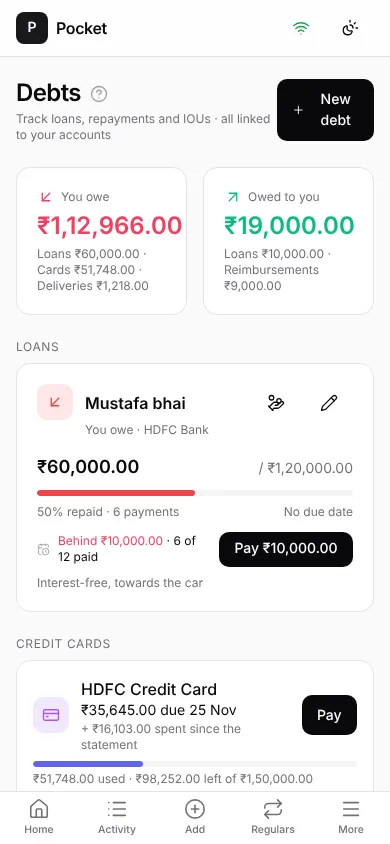 P Pocket
Debts
Track loans, repayments and IOUs · all linked
to your accounts
+ New
debt
You owe
₹1,12,966.00
Loans ₹60,000.00 ·
Cards ₹51,748.00 ·
Deliveries ₹1,218.00
Owed to you
₹19,000.00
Loans ₹10,000.00 ·
Reimbursements
₹9,000.00
LOANS
Mustafa bhai
You owe · HDFC Bank
₹60,000.00 / ₹1,20,000.00
50% repaid · 6 payments No due date
Behind ₹10,000.00 · 6 of
12 paid
Pay ₹10,000.00
Interest-free, towards the car
CREDIT CARDS
HDFC Credit Card
₹35,645.00 due 25 Nov
+ ₹16,103.00 spent since the
statement
Pay
₹51,748.00 used · ₹98,252.00 left of ₹1,50,000.00
Home Activity Add Regulars More